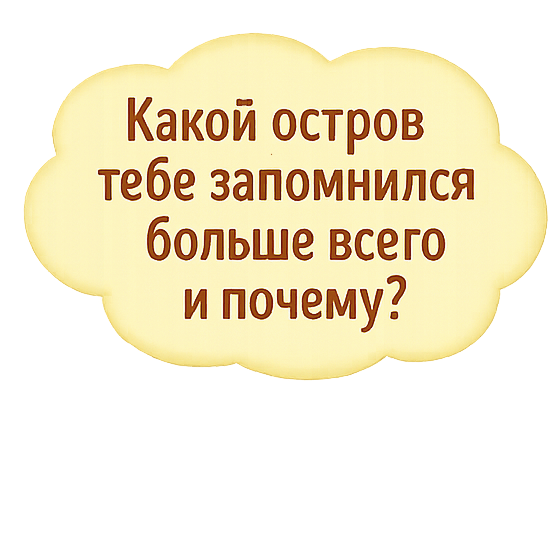 Какой остров
тебе запомнился
больше всего
и почему?